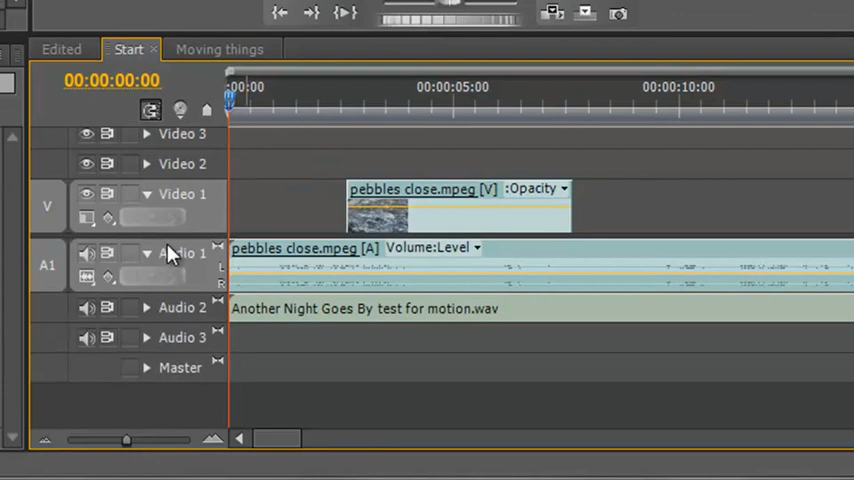 Edited Start Moving things
00:00:00:00 :00:00 00:00:05:00 00:00:10:00
Video 3
Video 2
V Video 1 pebbles close.mpeg [V] :Opacity
A1 Audio 1 pebbles close.mpeg [A] Volume:Level
L
R
Audio 2 Another Night Goes By test for motion.wav
Audio 3
Master